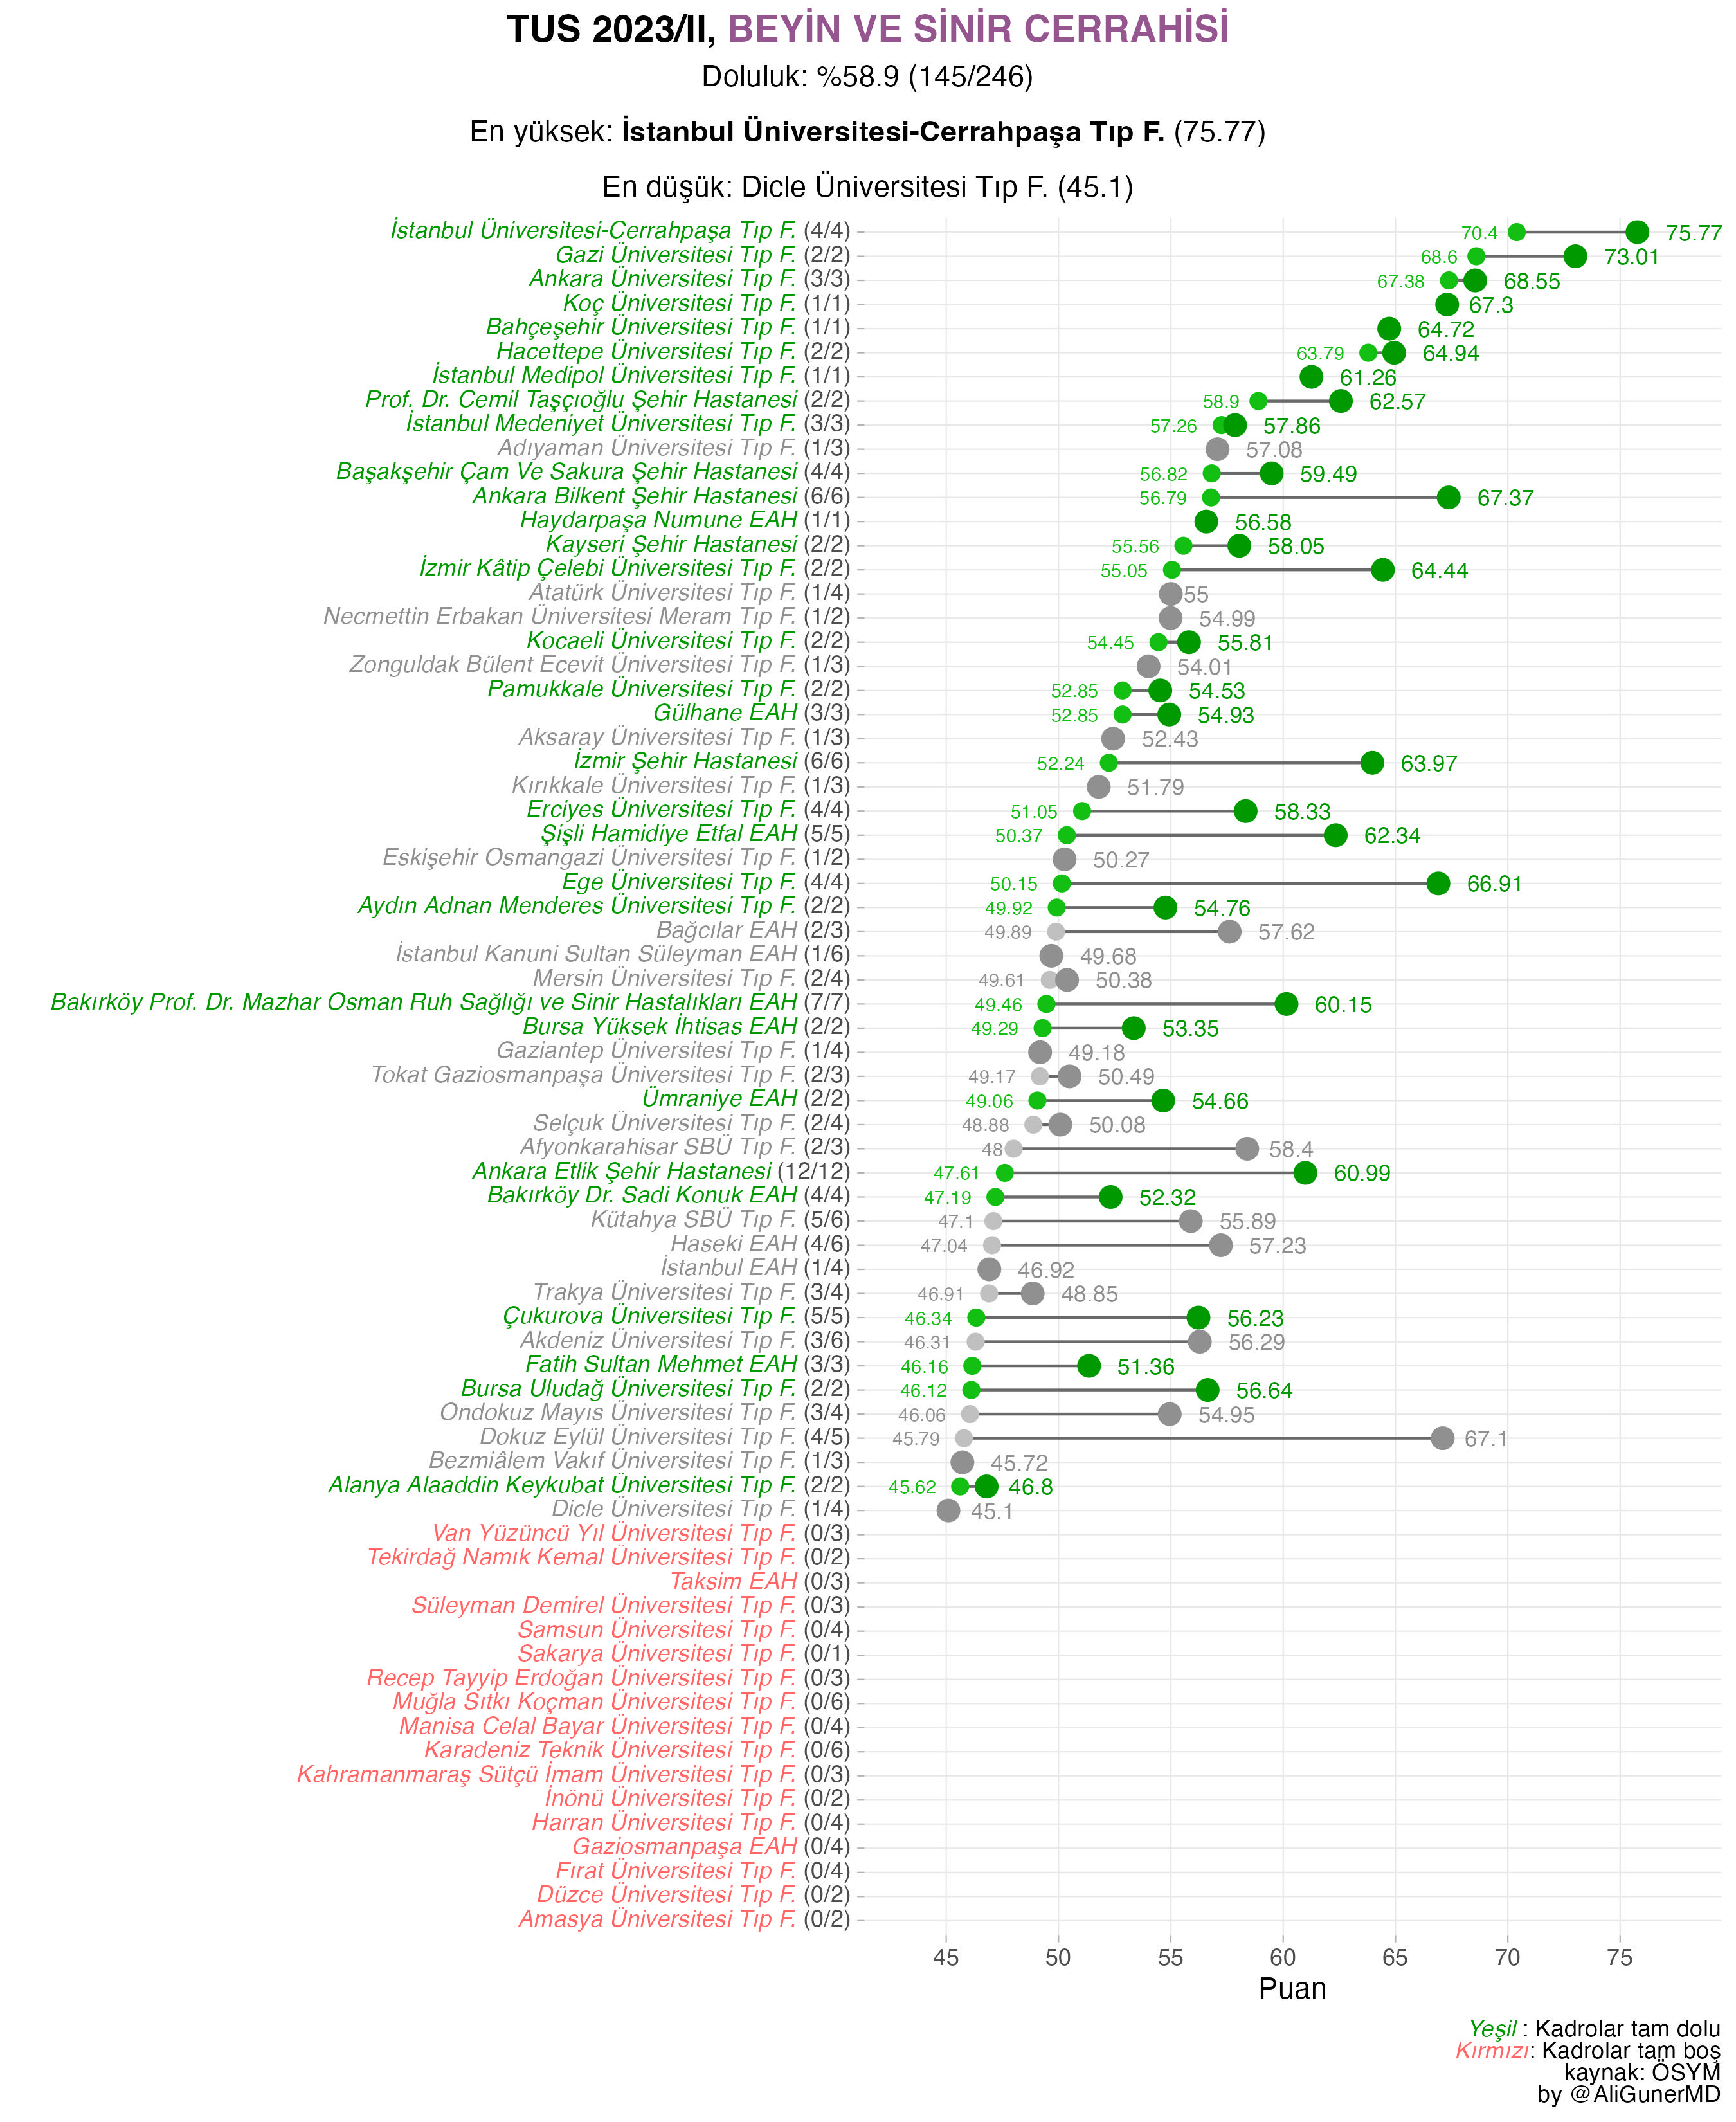 TUS 2023/II, BEYİN VE SİNİR CERRAHİSİ
Doluluk: %58.9 (145/246)
En yüksek: İstanbul Üniversitesi-Cerrahpaşa Tıp F. (75.77)
En düşük: Dicle Üniversitesi Tıp F. (45.1)
İstanbul Üniversitesi-Cerrahpaşa Tıp F. (4/4) 70.4 75.77
Gazi Üniversitesi Tıp F. (2/2) 68.6 73.01
Ankara Üniversitesi Tıp F. (3/3) 67.38 68.55
Koç Üniversitesi Tıp F. (1/1) 67.3
Bahçeşehir Üniversitesi Tıp F. (1/1) 64.72
Hacettepe Üniversitesi Tıp F. (2/2) 63.79 64.94
İstanbul Medipol Üniversitesi Tıp F. (1/1) 61.26
Prof. Dr. Cemil Taşçıoğlu Şehir Hastanesi (2/2) 58.9 62.57
İstanbul Medeniyet Üniversitesi Tıp F. (3/3) 57.26 57.86
Adıyaman Üniversitesi Tıp F. (1/3) 57.08
Başakşehir Çam Ve Sakura Şehir Hastanesi (4/4) 56.82 59.49
Ankara Bilkent Şehir Hastanesi (6/6) 56.79 67.37
Haydarpaşa Numune EAH (1/1) 56.58
Kayseri Şehir Hastanesi (2/2) 55.56 58.05
İzmir Kâtip Çelebi Üniversitesi Tıp F. (2/2) 55.05 64.44
Atatürk Üniversitesi Tıp F. (1/4) 55
Necmettin Erbakan Üniversitesi Meram Tıp F. (1/2) 54.99
Kocaeli Üniversitesi Tıp F. (2/2) 54.45 55.81
Zonguldak Bülent Ecevit Üniversitesi Tıp F. (1/3) 54.01
Pamukkale Üniversitesi Tıp F. (2/2) 52.85 54.53
Gülhane EAH (3/3) 52.85 54.93
Aksaray Üniversitesi Tıp F. (1/3) 52.43
İzmir Şehir Hastanesi (6/6) 52.24 63.97
Kırıkkale Üniversitesi Tıp F. (1/3) 51.79
Erciyes Üniversitesi Tıp F. (4/4) 51.05 58.33
Şişli Hamidiye Etfal EAH (5/5) 50.37 62.34
Eskişehir Osmangazi Üniversitesi Tıp F. (1/2) 50.27
Ege Üniversitesi Tıp F. (4/4) 50.15 66.91
Aydın Adnan Menderes Üniversitesi Tıp F. (2/2) 49.92 54.76
Bağcılar EAH (2/3) 49.89 57.62
İstanbul Kanuni Sultan Süleyman EAH (1/6) 49.68
Mersin Üniversitesi Tıp F. (2/4) 49.61 50.38
Bakırköy Prof. Dr. Mazhar Osman Ruh Sağlığı ve Sinir Hastalıkları EAH (7/7) 49.46 60.15
Bursa Yüksek İhtisas EAH (2/2) 49.29 53.35
Gaziantep Üniversitesi Tıp F. (1/4) 49.18
Tokat Gaziosmanpaşa Üniversitesi Tıp F. (2/3) 49.17 50.49
Ümraniye EAH (2/2) 49.06 54.66
Selçuk Üniversitesi Tıp F. (2/4) 48.88 50.08
Afyonkarahisar SBÜ Tıp F. (2/3) 48 58.4
Ankara Etlik Şehir Hastanesi (12/12) 47.61 60.99
Bakırköy Dr. Sadi Konuk EAH (4/4) 47.19 52.32
Kütahya SBÜ Tıp F. (5/6) 47.1 55.89
Haseki EAH (4/6) 47.04 57.23
İstanbul EAH (1/4) 46.92
Trakya Üniversitesi Tıp F. (3/4) 46.91 48.85
Çukurova Üniversitesi Tıp F. (5/5) 46.34 56.23
Akdeniz Üniversitesi Tıp F. (3/6) 46.31 56.29
Fatih Sultan Mehmet EAH (3/3) 46.16 51.36
Bursa Uludağ Üniversitesi Tıp F. (2/2) 46.12 56.64
Ondokuz Mayıs Üniversitesi Tıp F. (3/4) 46.06 54.95
Dokuz Eylül Üniversitesi Tıp F. (4/5) 45.79 67.1
Bezmiâlem Vakıf Üniversitesi Tıp F. (1/3) 45.72
Alanya Alaaddin Keykubat Üniversitesi Tıp F. (2/2) 45.62 46.8
Dicle Üniversitesi Tıp F. (1/4) 45.1
Van Yüzüncü Yıl Üniversitesi Tıp F. (0/3)
Tekirdağ Namık Kemal Üniversitesi Tıp F. (0/2)
Taksim EAH (0/3)
Süleyman Demirel Üniversitesi Tıp F. (0/3)
Samsun Üniversitesi Tıp F. (0/4)
Sakarya Üniversitesi Tıp F. (0/1)
Recep Tayyip Erdoğan Üniversitesi Tıp F. (0/3)
Muğla Sıtkı Koçman Üniversitesi Tıp F. (0/6)
Manisa Celal Bayar Üniversitesi Tıp F. (0/4)
Karadeniz Teknik Üniversitesi Tıp F. (0/6)
Kahramanmaraş Sütçü İmam Üniversitesi Tıp F. (0/3)
İnönü Üniversitesi Tıp F. (0/2)
Harran Üniversitesi Tıp F. (0/4)
Gaziosmanpaşa EAH (0/4)
Fırat Üniversitesi Tıp F. (0/4)
Düzce Üniversitesi Tıp F. (0/2)
Amasya Üniversitesi Tıp F. (0/2)
45 50 55 60 65 70 75
Puan
Yeşil : Kadrolar tam dolu
Kırmızı: Kadrolar tam boş
kaynak: ÖSYM
by @AliGunerMD